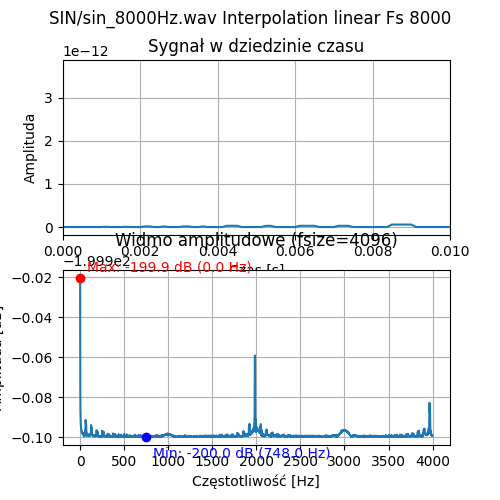 SIN/sin_8000Hz.wav Interpolation linear Fs 8000
Sygnał w dziedzinie czasu
1e−12
3
2
1
0
Amplituda
0.000 0.002 0.004 0.006 0.008 0.010
Widmo amplitudowe (fsize=4096)
−1.999e2
Max: -199.9 dB (0.0 Hz)
−0.02
−0.04
−0.06
−0.08
−0.10
Min: -200.0 dB (748.0 Hz)
0 500 1000 1500 2000 2500 3000 3500 4000
Częstotliwość [Hz]